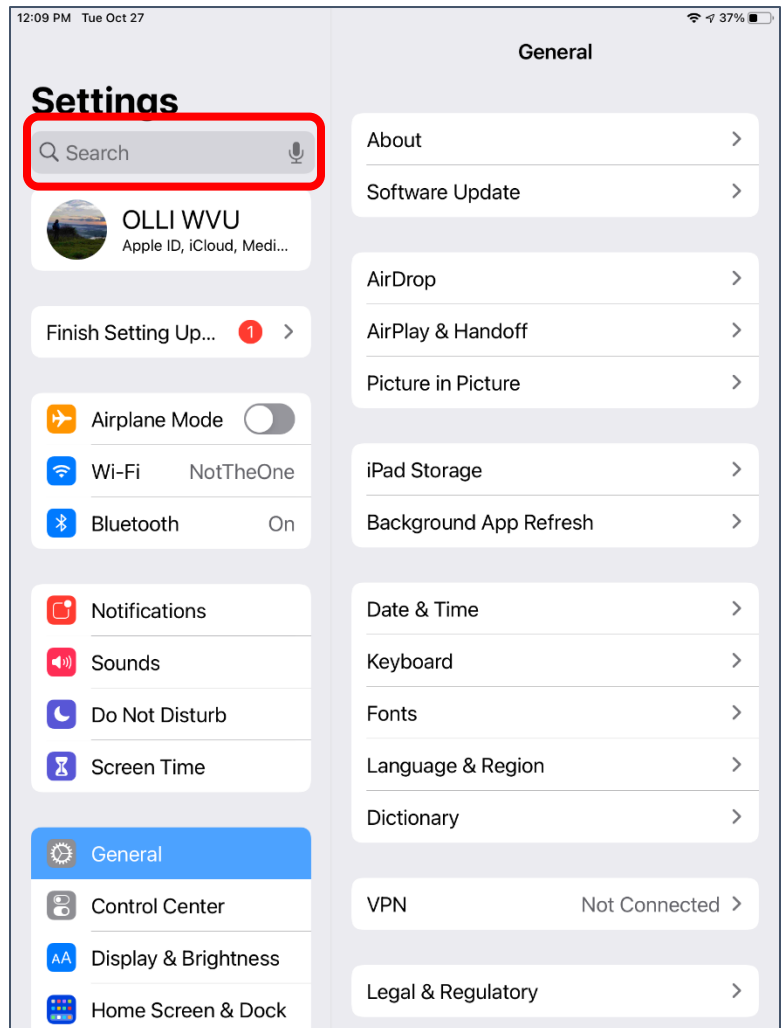 12:09 PM Tue Oct 27
37%
Settings
Search
OLLI WVU
Apple ID, iCloud, Medi...
Finish Setting Up...
1
Airplane Mode
Wi-Fi NotTheOne
Bluetooth On
Notifications
Sounds
Do Not Disturb
Screen Time
General
Control Center
AA Display & Brightness
Home Screen & Dock
General
About
Software Update
AirDrop
AirPlay & Handoff
Picture in Picture
iPad Storage
Background App Refresh
Date & Time
Keyboard
Fonts
Language & Region
Dictionary
VPN Not Connected
Legal & Regulatory